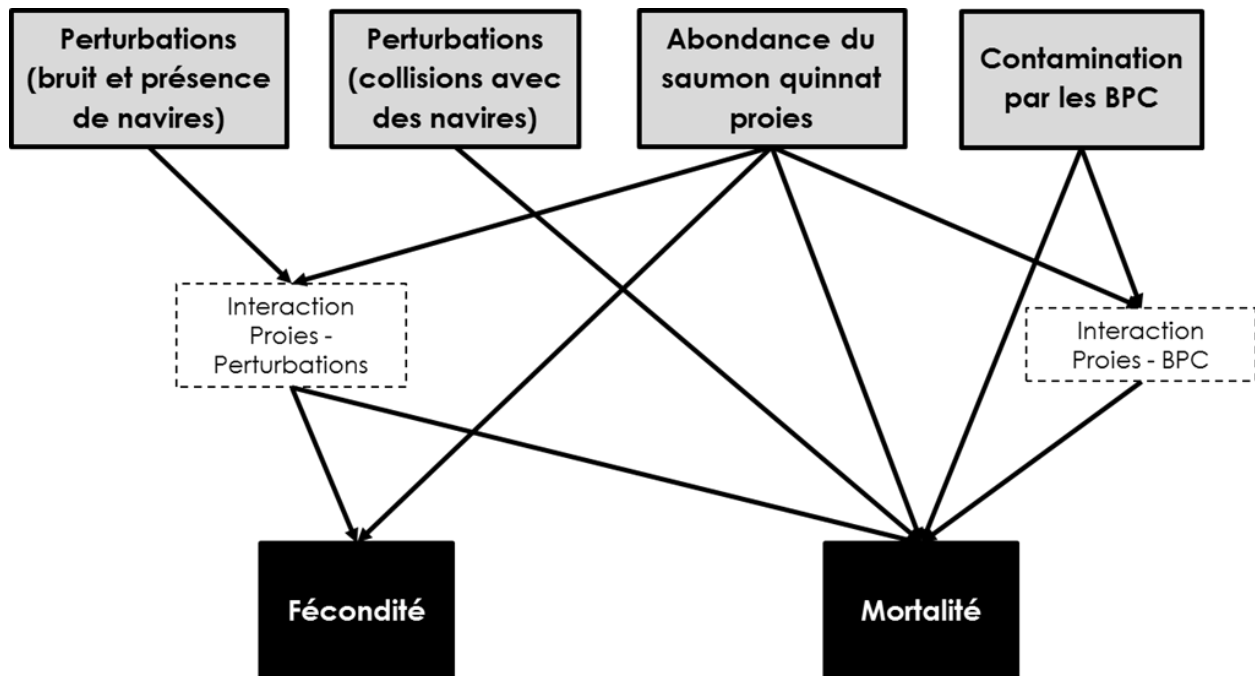 Perturbations
(bruit et présence
de navires)
Perturbations
(collisions avec
des navires)
Abondance du
saumon quinnat
proies
Contamination
par les BPC
Interaction
Proies -
Perturbations
Interaction
Proies - BPC
Fécondité
Mortalité